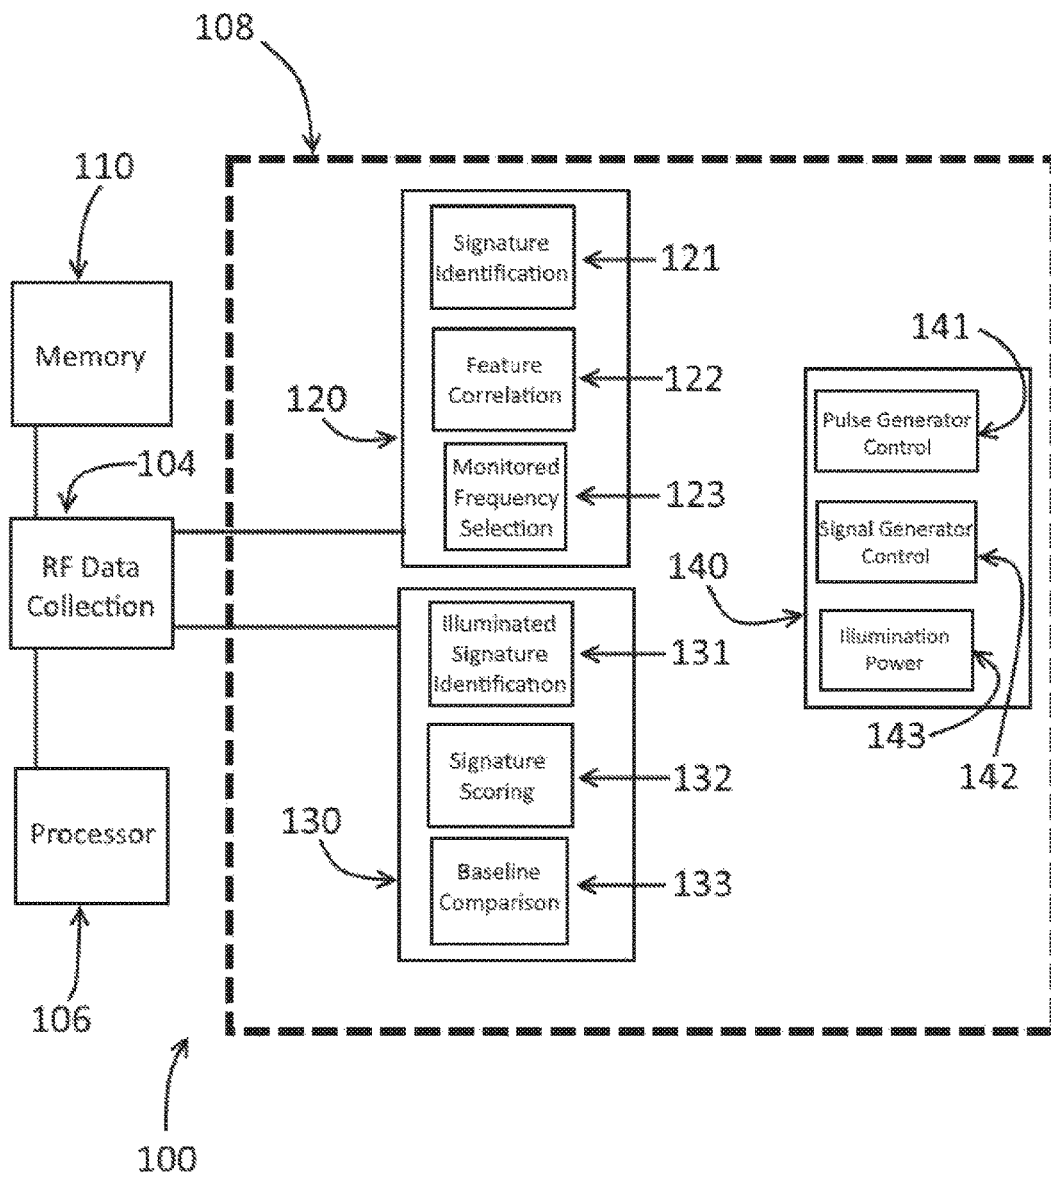 108
110
Signature
Identification
121
141
Memory
Feature
Correlation
122
120
Pulse Generator
Control
104
Monitored
Frequency
Selection
123
RF Data
Collection
Signal Generator
Control
140
Illuminated
Signature
Identification
131
Illumination
Power
143
142
Signature
Scoring
132
Processor
130
Baseline
Comparison
133
106
100